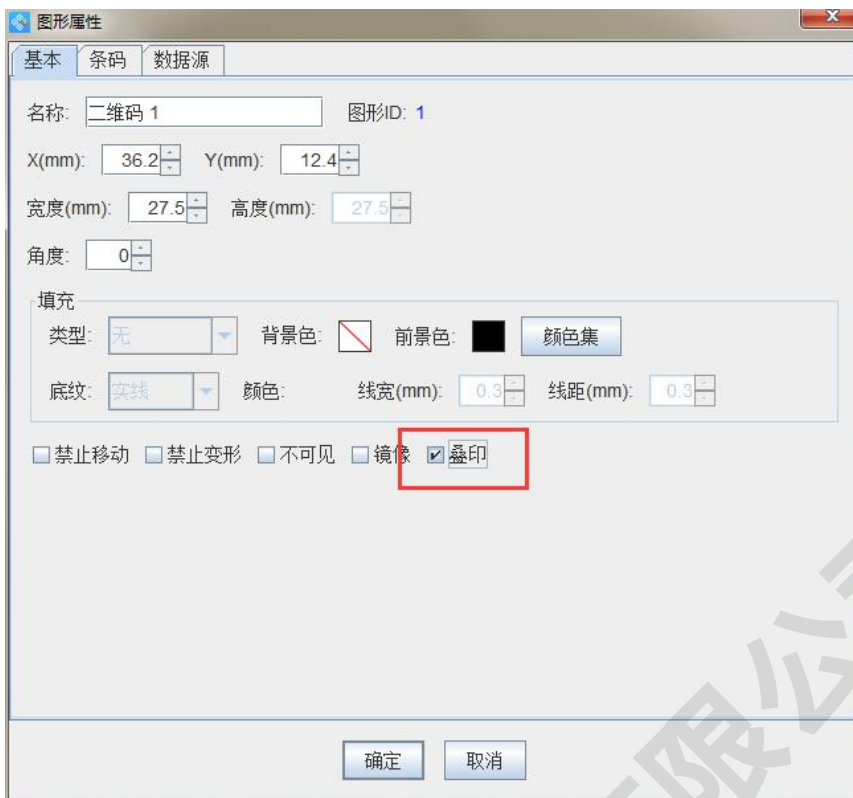 图形属性
基本 条码 数据源
名称: 二维码 1 图形ID: 1
X(mm): 36.2 Y(mm): 12.4
宽度(mm): 27.5 高度(mm): 27.5
角度: 0
填充
类型: 无 背景色: 前景色: 颜色集
底纹: 实线 颜色: 线宽(mm): 0.3 线距(mm): 0.3
禁止移动 禁止变形 不可见 镜像 叠印
确定 取消
有限公司